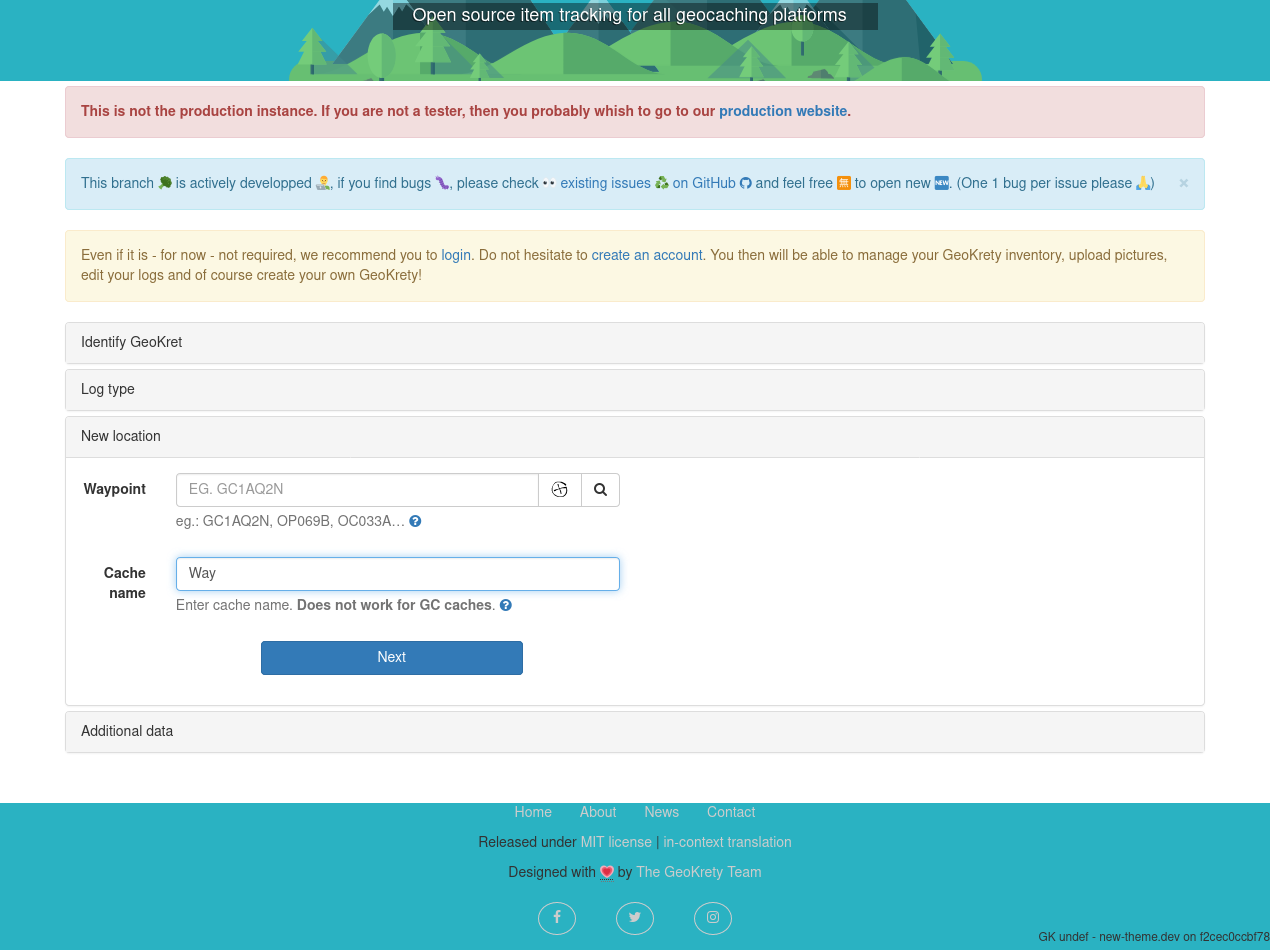 Open source item tracking for all geocaching platforms
This is not the production instance. If you are not a tester, then you probably whish to go to our production website.
This branch 🌳 is actively developped 👨‍🔬, if you find bugs 🐛, please check 👀 existing issues ♻ on GitHub and feel free 🈚 to open new 🆕. (One 1 bug per issue please 🙏)
×
Even if it is - for now - not required, we recommend you to login. Do not hesitate to create an account. You then will be able to manage your GeoKrety inventory, upload pictures,
edit your logs and of course create your own GeoKrety!
Identify GeoKret
Log type
New location
Waypoint
EG. GC1AQ2N
eg.: GC1AQ2N, OP069B, OC033A…
Cache
name
Way
Enter cache name. Does not work for GC caches.
Next
Additional data
Home About News Contact
Released under MIT license | in-context translation
Designed with 💗 by The GeoKrety Team
GK undef - new-theme.dev on f2cec0ccbf78